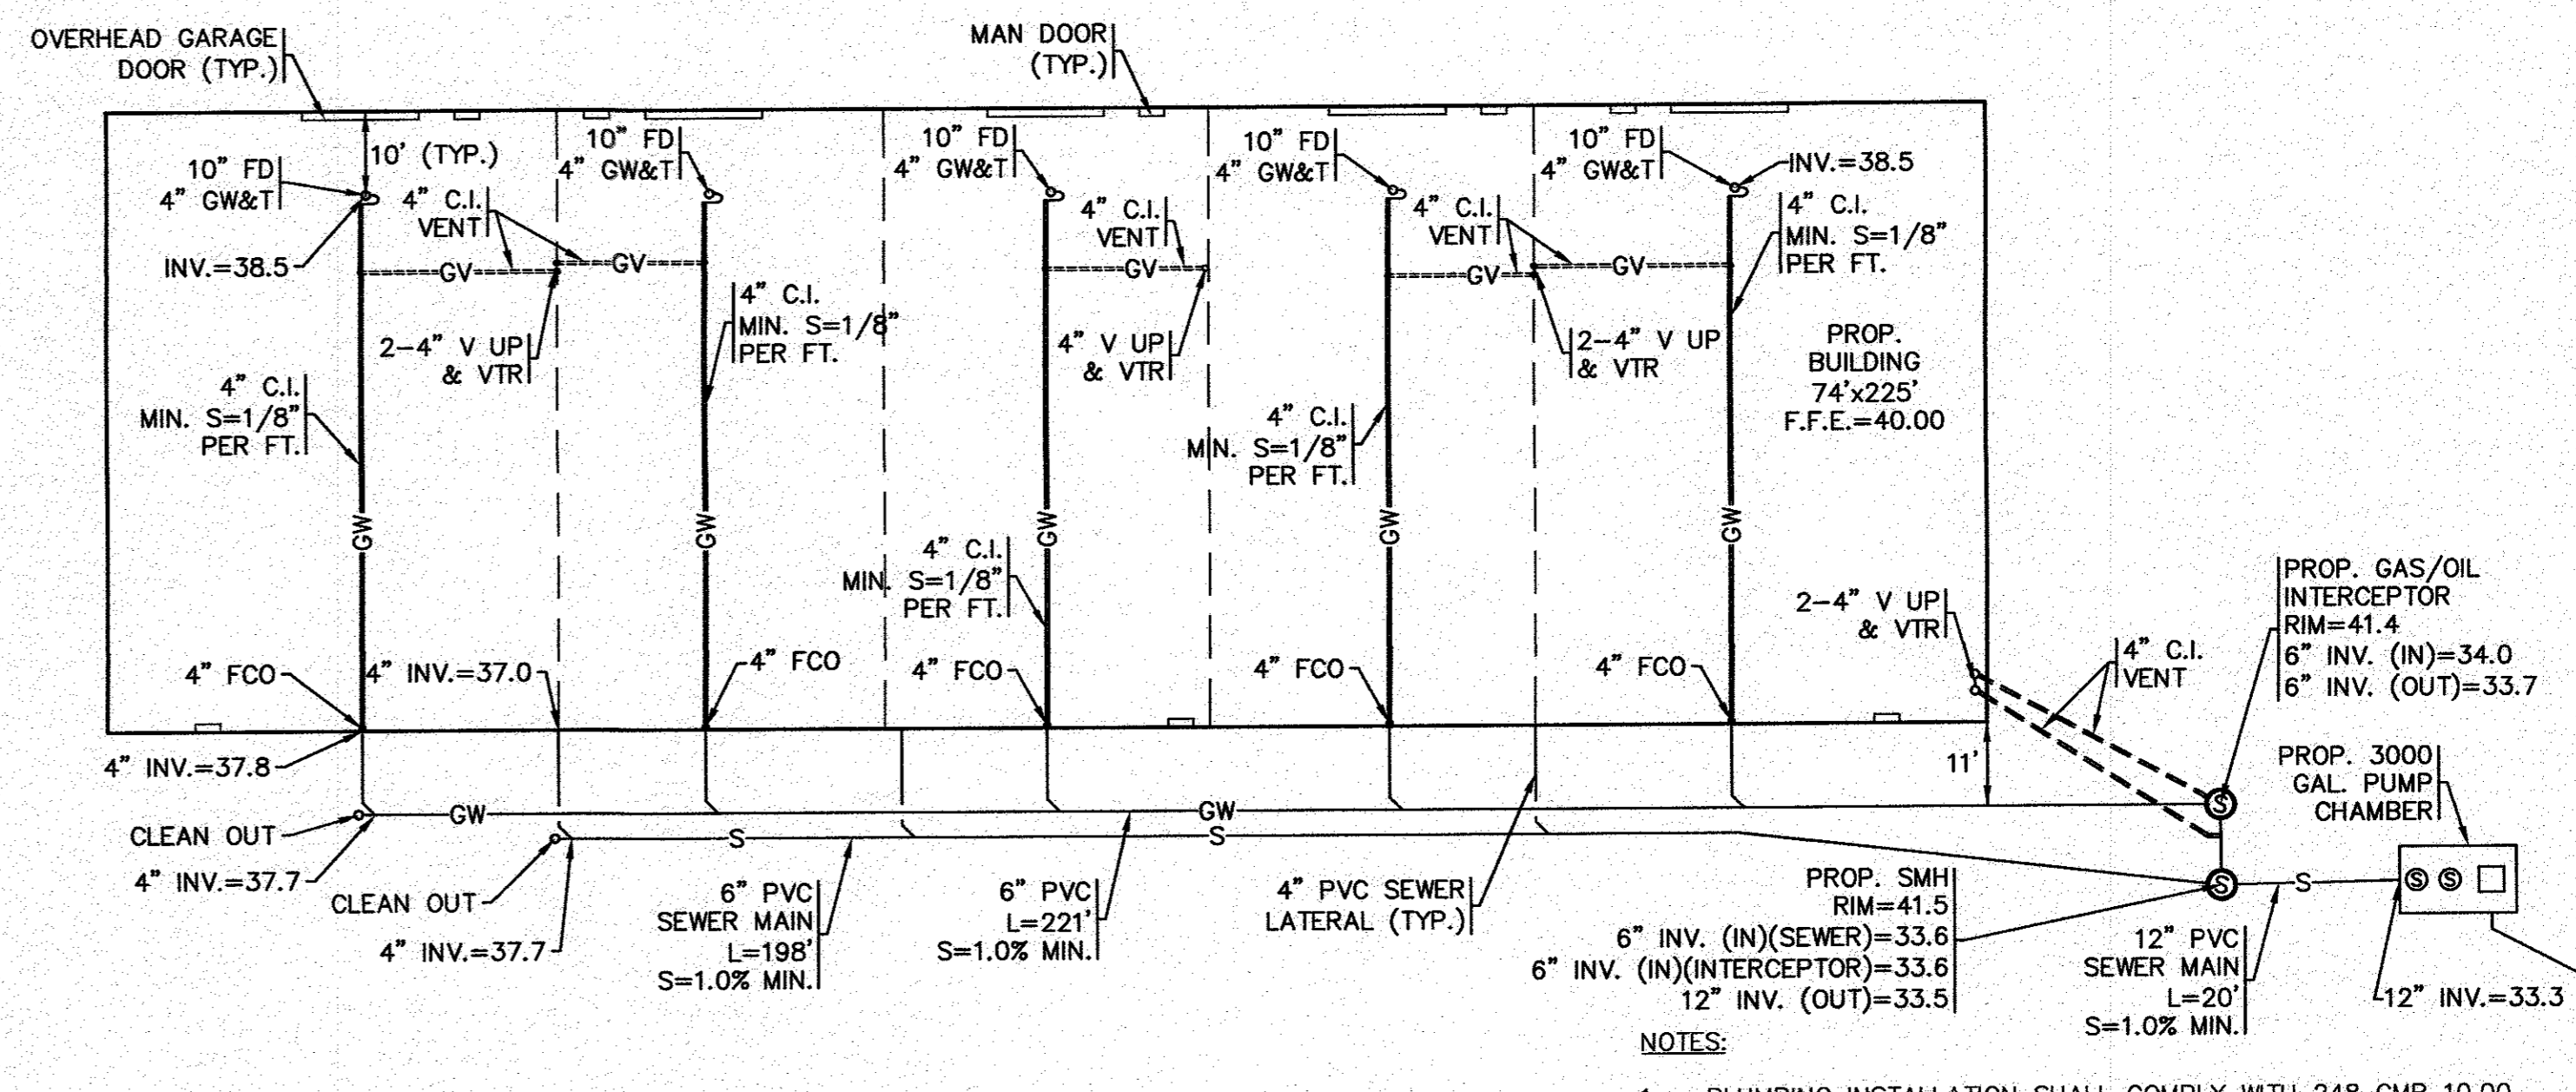 OVERHEAD GARAGE
DOOR (TYP.)
MAN DOOR
(TYP.)
10" FD
4" GW&T
10' (TYP.)
10" FD
4" GW&T
10" FD
4" GW&T
10" FD
4" GW&T
10" FD
4" GW&T
INV.=38.5
INV.=38.5
4" C.I.
VENT
4" C.I.
VENT
4" C.I.
VENT
4" C.I.
MIN. S=1/8"
PER FT.
GV
GV
GV
GV
GV
2-4" V UP
& VTR
4" C.I.
MIN. S=1/8"
PER FT.
4" V UP
& VTR
2-4" V UP
& VTR
PROP.
BUILDING
74'x225'
F.F.E.=40.00
4" C.I.
MIN. S=1/8"
PER FT.
4" C.I.
MIN. S=1/8"
PER FT.
GW
GW
GW
GW
GW
4" C.I.
MIN. S=1/8"
PER FT.
2-4" V UP
& VTR
PROP. GAS/OIL
INTERCEPTOR
RIM=41.4
6" INV. (IN)=34.0
6" INV. (OUT)=33.7
4" C.I.
VENT
4" FCO
4" INV.=37.0
4" FCO
4" FCO
4" FCO
4" FCO
4" INV.=37.8
11'
PROP. 3000
GAL. PUMP
CHAMBER
CLEAN OUT
GW
GW
S
S
S
S
S
S
S
4" INV.=37.7
CLEAN OUT
4" INV.=37.7
6" PVC
SEWER MAIN
L=198'
S=1.0% MIN.
6" PVC
L=221'
S=1.0% MIN.
4" PVC SEWER
LATERAL (TYP.)
PROP. SMH
RIM=41.5
6" INV. (IN)(SEWER)=33.6
6" INV. (IN)(INTERCEPTOR)=33.6
12" INV. (OUT)=33.5
12" PVC
SEWER MAIN
L=20'
S=1.0% MIN.
12" INV.=33.3
NOTES:
1. PLUMBING INSTALLATION SHALL COMPLY WITH 248 CMR 10.00